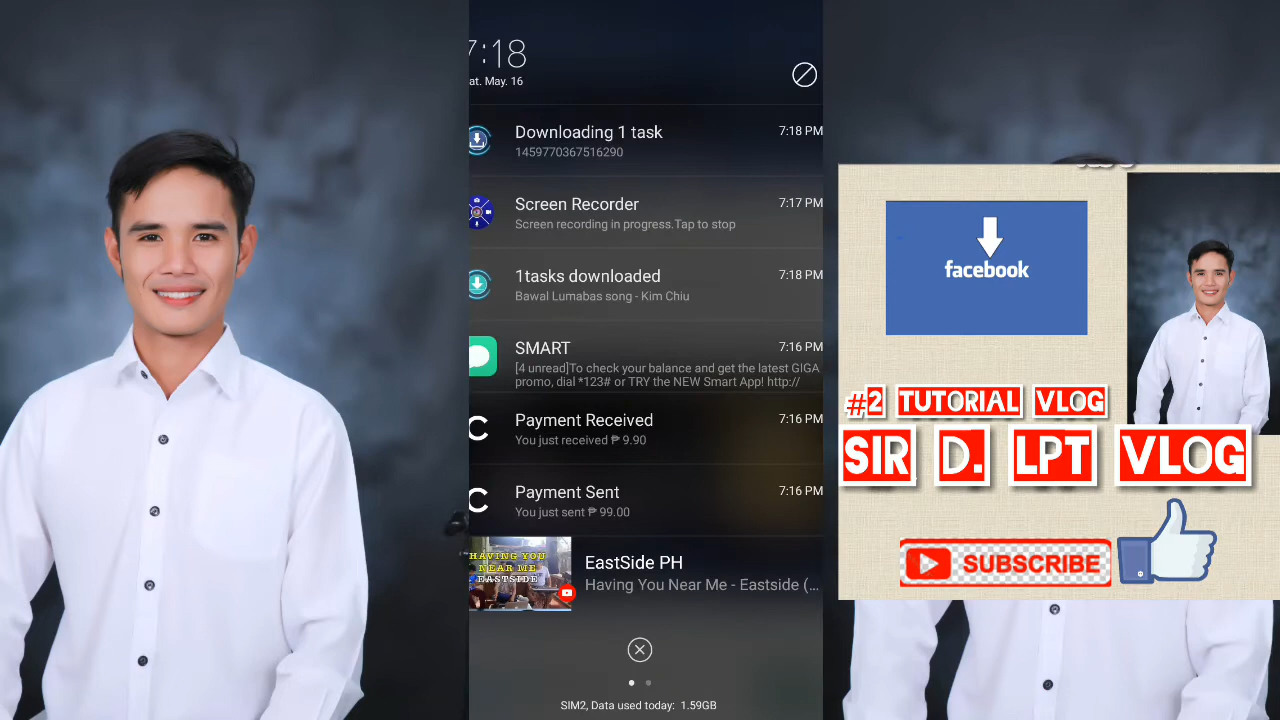 7:18
at. May. 16
Downloading 1 task
7:18 PM
1459770367516290
Screen Recorder
7:17 PM
Screen recording in progress.Tap to stop
1tasks downloaded
7:18 PM
Bawal Lumabas song - Kim Chiu
SMART
7:16 PM
[4 unread]To check your balance and get the latest GIGA
promo, dial *123# or TRY the NEW Smart App! http://
Payment Received
7:16 PM
You just received ₱ 9.90
Payment Sent
7:16 PM
You just sent ₱ 99.00
HAVING YOU
NEAR ME
EASTSIDE
EastSide PH
Having You Near Me - Eastside (...
SIM2, Data used today: 1.59GB
facebook
#2 TUTORIAL VLOG
SIR D. LPT VLOG
SUBSCRIBE